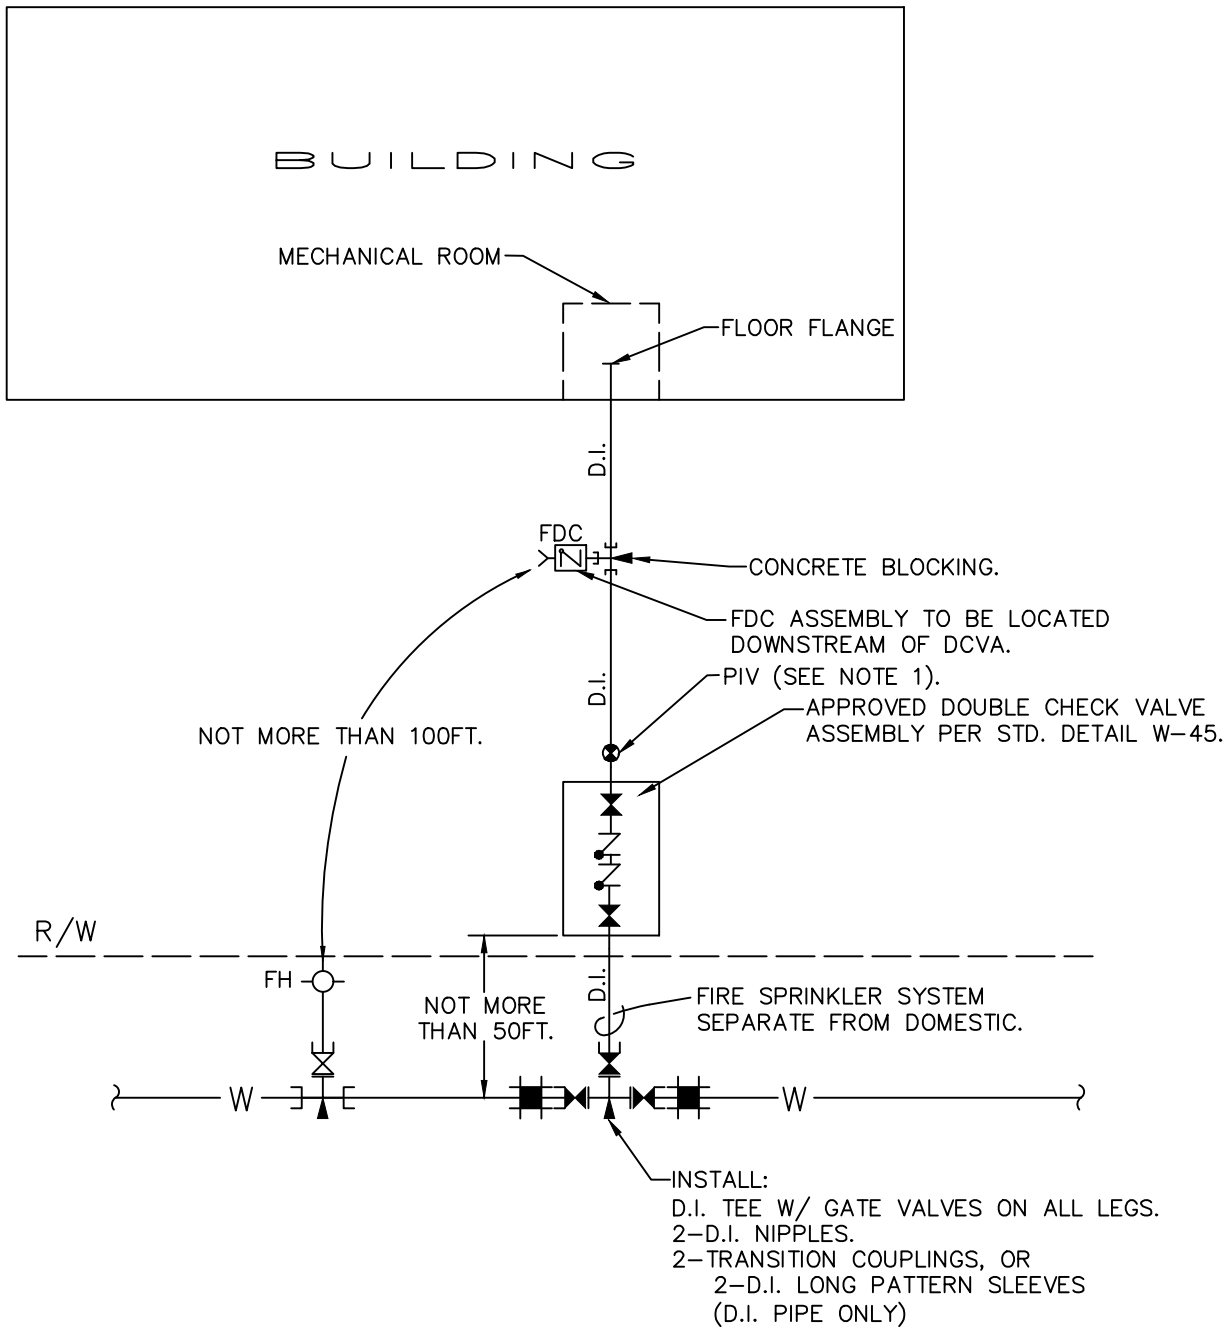 BUILDING
MECHANICAL ROOM
FLOOR FLANGE
D.I.
FDC
CONCRETE BLOCKING.
FDC ASSEMBLY TO BE LOCATED
DOWNSTREAM OF DCVA.
D.I.
PIV (SEE NOTE 1).
APPROVED DOUBLE CHECK VALVE
ASSEMBLY PER STD. DETAIL W-45.
NOT MORE THAN 100FT.
R/W
FH
D.I.
NOT MORE
THAN 50FT.
FIRE SPRINKLER SYSTEM
SEPARATE FROM DOMESTIC.
W
W
INSTALL:
D.I. TEE W/ GATE VALVES ON ALL LEGS.
2-D.I. NIPPLES.
2-TRANSITION COUPLINGS, OR
2-D.I. LONG PATTERN SLEEVES
(D.I. PIPE ONLY)